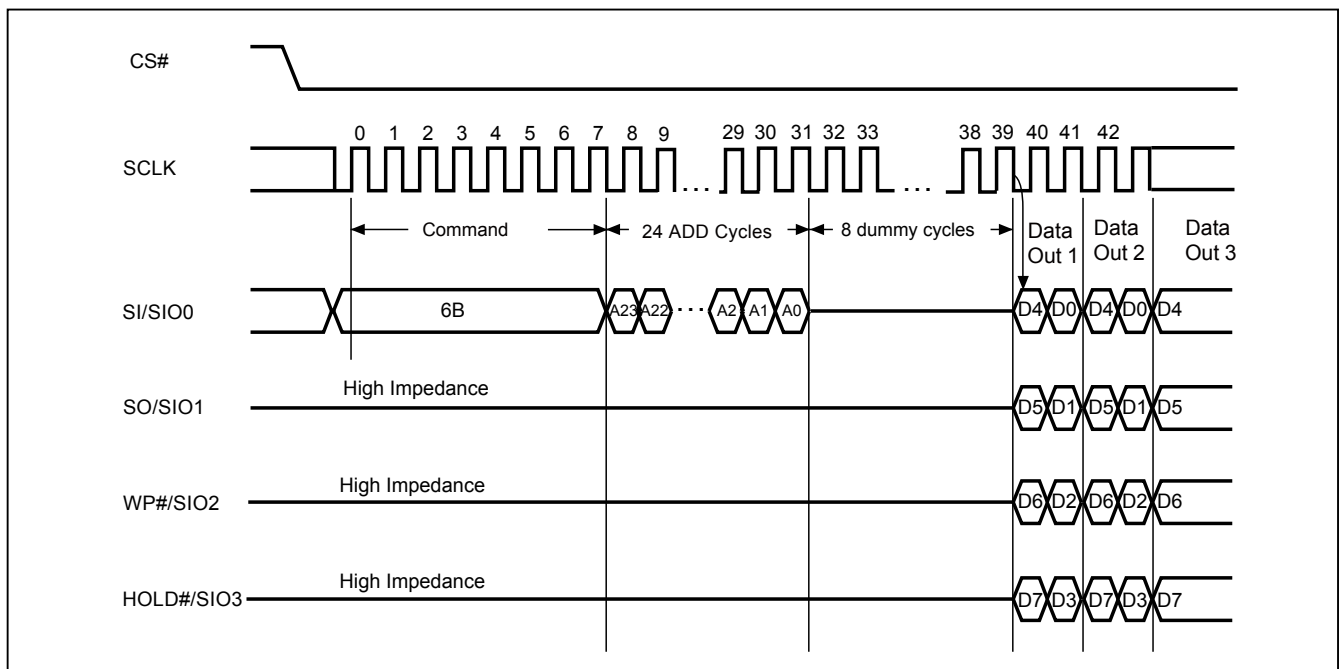 CS#
0 1 2 3 4 5 6 7 8 9 29 30 31 32 33 38 39 40 41 42
SCLK
...
...
Command
24 ADD Cycles
8 dummy cycles
Data Out 1
Data Out 2
Data Out 3
SI/SIO0
6B
A23 A22 ... A2 A1 A0
D4 D0 D4 D0 D4
SO/SIO1
High Impedance
D5 D1 D5 D1 D5
WP#/SIO2
High Impedance
D6 D2 D6 D2 D6
HOLD#/SIO3
High Impedance
D7 D3 D7 D3 D7